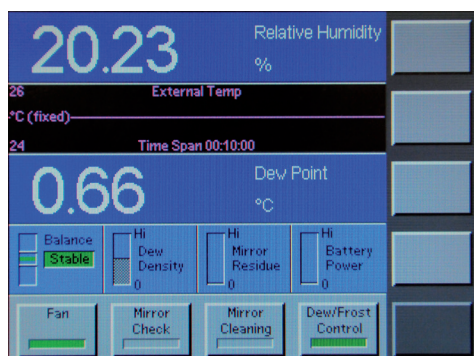 20.23
Relative Humidity
%
26
External Temp
°C (fixed)
24
Time Span 00:10:00
0.66
Dew Point
°C
Balance
Stable
Hi
Dew
Density
0
Hi
Mirror
Residue
0
Hi
Battery
Power
0
Fan
Mirror
Check
Mirror
Cleaning
Dew/Frost
Control